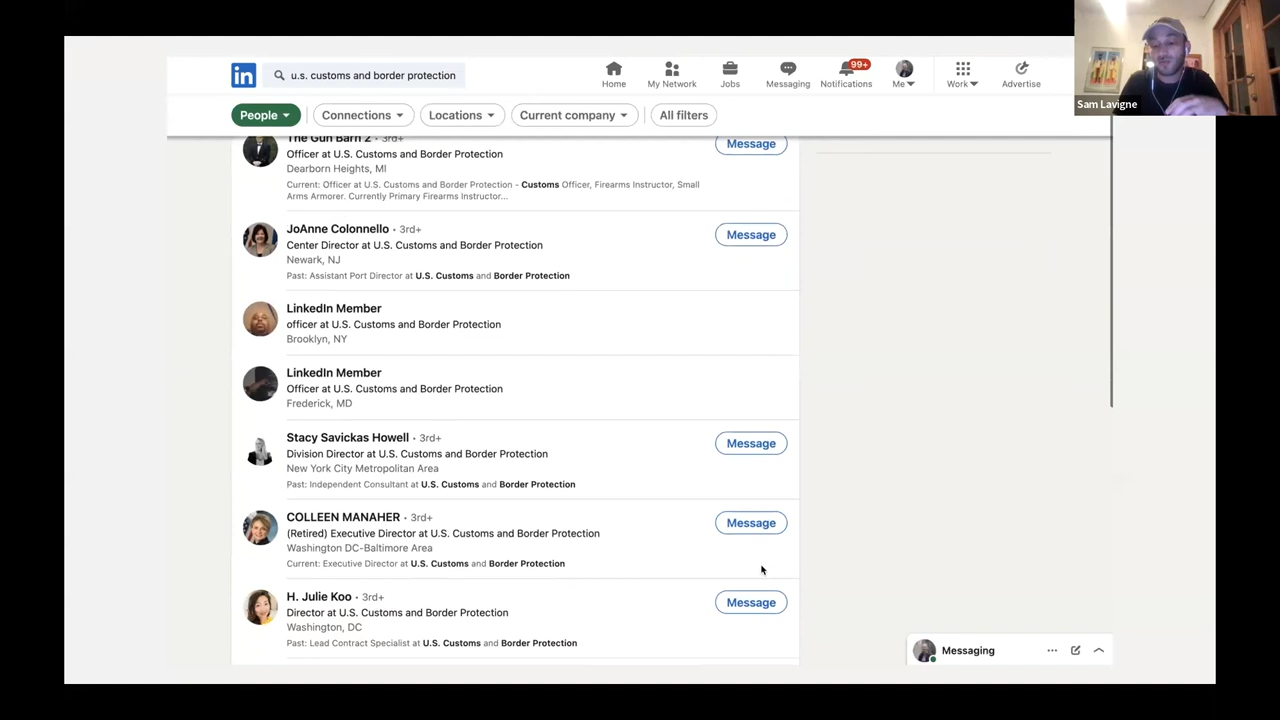 in
u.s. customs and border protection
Home
My Network
Jobs
Messaging
99+
Notifications
Me
Work
Advertise
Sam Lavigne
People
Connections
Locations
Current company
All filters
The Gun Barn 2 • 3rd+
Officer at U.S. Customs and Border Protection
Dearborn Heights, MI
Current: Officer at U.S. Customs and Border Protection - Customs Officer, Firearms Instructor, Small
Arms Armorer. Currently Primary Firearms Instructor...
Message
JoAnne Colonnello • 3rd+
Center Director at U.S. Customs and Border Protection
Newark, NJ
Past: Assistant Port Director at U.S. Customs and Border Protection
Message
LinkedIn Member
officer at U.S. Customs and Border Protection
Brooklyn, NY
LinkedIn Member
Officer at U.S. Customs and Border Protection
Frederick, MD
Stacy Savickas Howell • 3rd+
Division Director at U.S. Customs and Border Protection
New York City Metropolitan Area
Past: Independent Consultant at U.S. Customs and Border Protection
Message
COLLEEN MANAHER • 3rd+
(Retired) Executive Director at U.S. Customs and Border Protection
Washington DC-Baltimore Area
Current: Executive Director at U.S. Customs and Border Protection
Message
H. Julie Koo • 3rd+
Director at U.S. Customs and Border Protection
Washington, DC
Past: Lead Contract Specialist at U.S. Customs and Border Protection
Message
Messaging